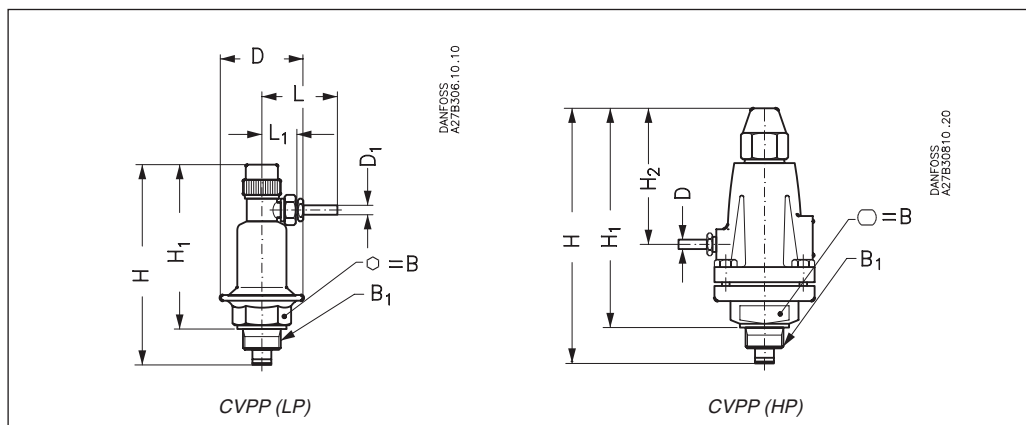 D
L
L1
D1
H
H1
=B
B1
DANFOSS
A27B306.10.10
CVPP (LP)
H
H1
H2
D
=B
B1
DANFOSS
A27B30810.20
CVPP (HP)